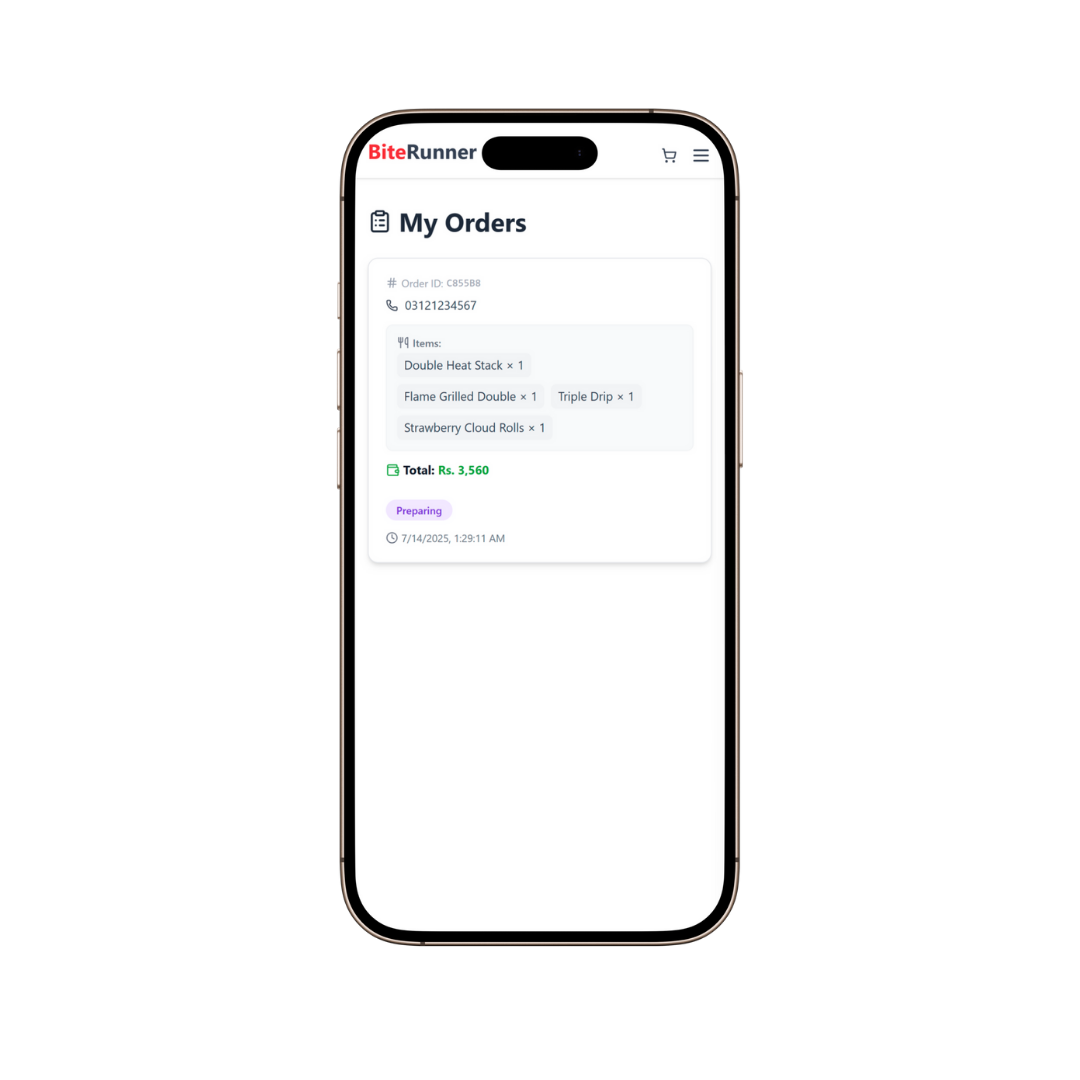 BiteRunner
My Orders
# Order ID: C855B8
03121234567
Items:
Double Heat Stack × 1
Flame Grilled Double × 1 Triple Drip × 1
Strawberry Cloud Rolls × 1
Total: Rs. 3,560
Preparing
7/14/2025, 1:29:11 AM